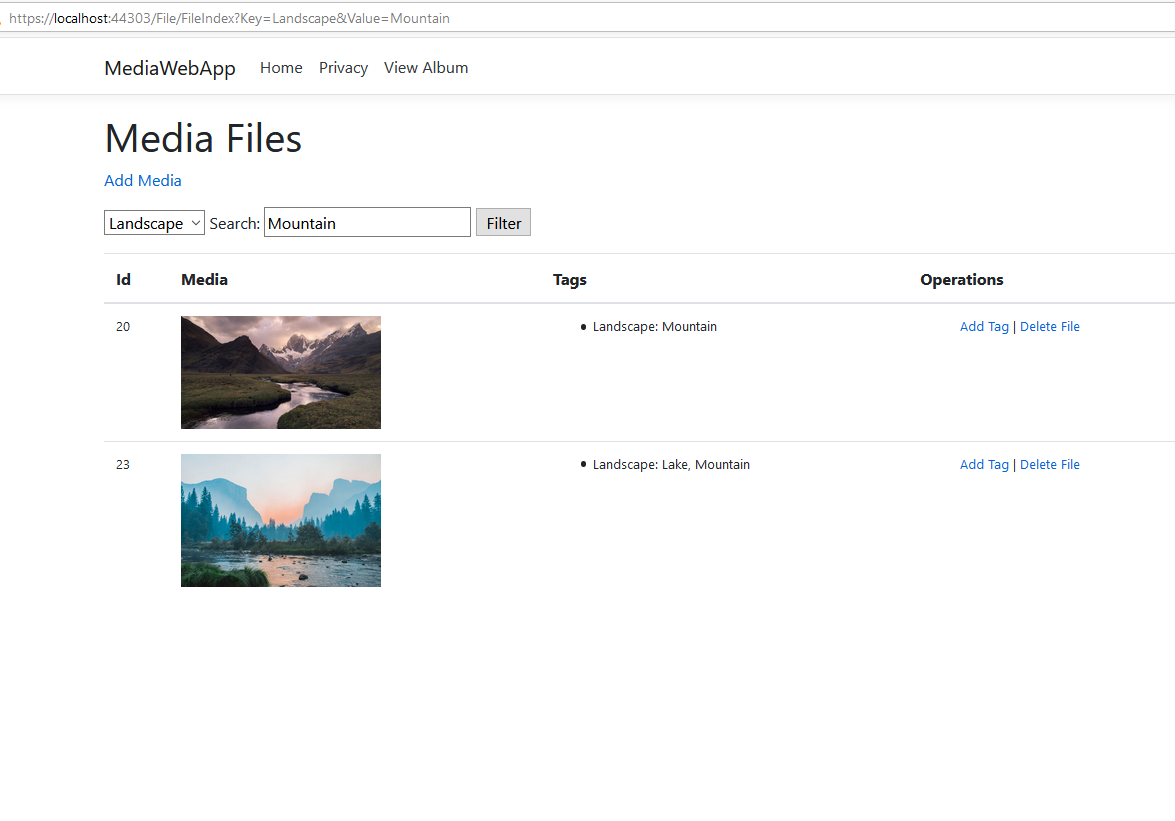 https://localhost:44303/File/FileIndex?Key=Landscape&Value=Mountain
MediaWebApp Home Privacy View Album
Media Files
Add Media
Landscape Search: Mountain Filter
Id Media Tags Operations
20 Landscape: Mountain Add Tag | Delete File
23 Landscape: Lake, Mountain Add Tag | Delete File